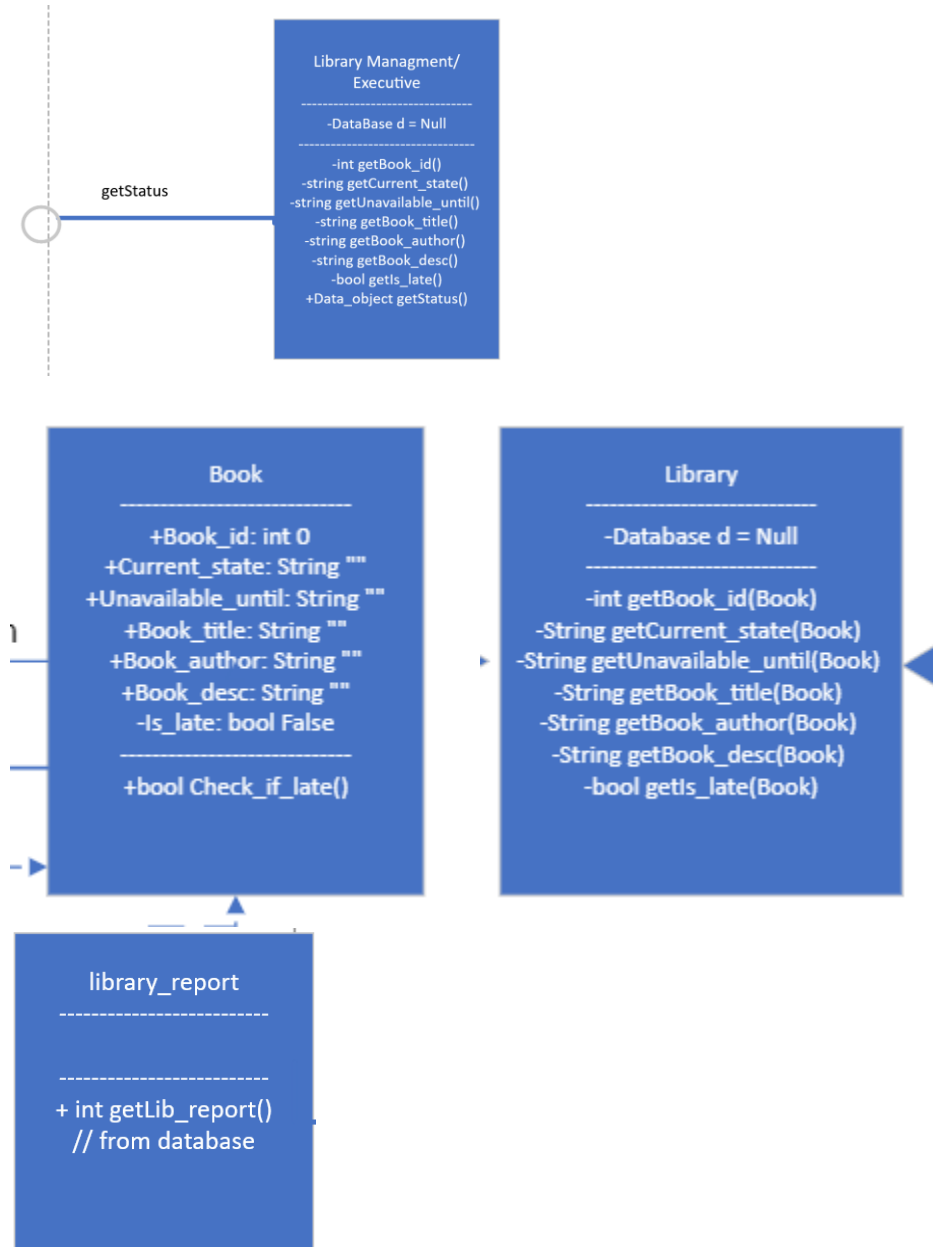 Library Managment/
Executive
--------------------------------
-DataBase d = Null
---------------------------------
-int getBook_id()
-string getCurrent_state()
-string getUnavailable_until()
-string getBook_title()
-string getBook_author()
-string getBook_desc()
-bool getIs_late()
+Data_object getStatus()
getStatus
Book
----------------------------
+Book_id: int 0
+Current_state: String ""
+Unavailable_until: String ""
+Book_title: String ""
+Book_author: String ""
+Book_desc: String ""
-Is_late: bool False
----------------------------
+bool Check_if_late()
Library
----------------------------
-Database d = Null
----------------------------
-int getBook_id(Book)
-String getCurrent_state(Book)
-String getUnavailable_until(Book)
-String getBook_title(Book)
-String getBook_author(Book)
-String getBook_desc(Book)
-bool getIs_late(Book)
library_report
--------------------------
--------------------------
+ int getLib_report()
// from database